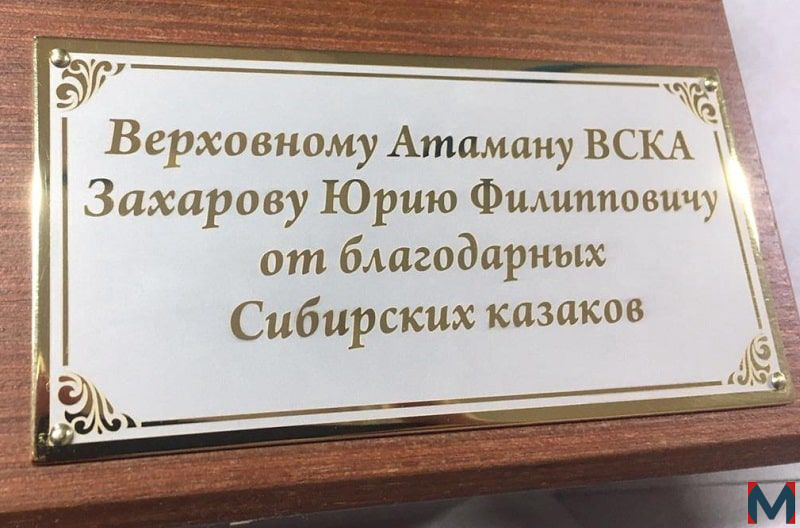 Верховному Атаману ВСКА
Захарову Юрию Филипповичу
от благодарных
Сибирских казаков
М